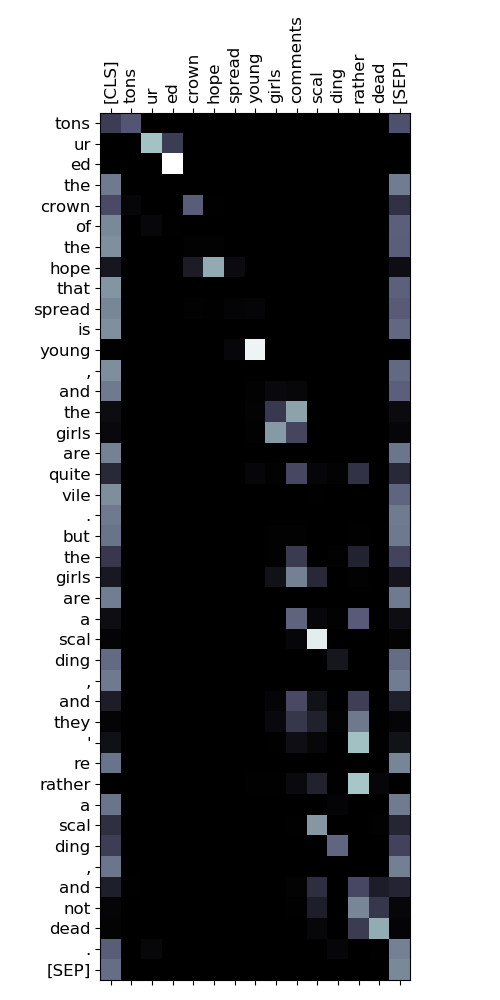 [CLS]
tons
ur
ed
crown
hope
spread
young
girls
comments
scal
ding
rather
dead
[SEP]
tons
ur
ed
the
crown
of
the
hope
that
spread
is
young
,
and
the
girls
are
quite
vile
.
but
the
girls
are
a
scal
ding
,
and
they
'
re
rather
a
scal
ding
,
and
not
dead
.
[SEP]